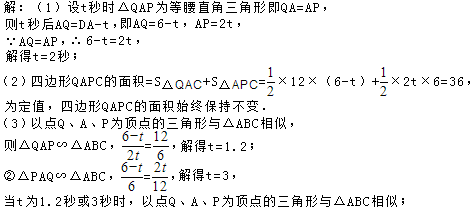 解：（1）设t秒时△QAP为等腰直角三角形即QA=AP，
则t秒后AQ=DA-t，即AQ=6-t，AP=2t，
∵AQ=AP，∴6-t=2t，
解得t=2秒；
（2）四边形QAPC的面积=S△QAC+S△APC=1/2×12×（6-t）+1/2×2t×6=36，
为定值，四边形QAPC的面积始终保持不变．
（3）以点Q、A、P为顶点的三角形与△ABC相似，
则△QAP∽△ABC，(6-t)/2t=12/6，解得t=1.2；
②△PAQ∽△ABC，(6-t)/6=2t/12，解得t=3，
当t为1.2秒或3秒时，以点Q、A、P为顶点的三角形与△ABC相似；